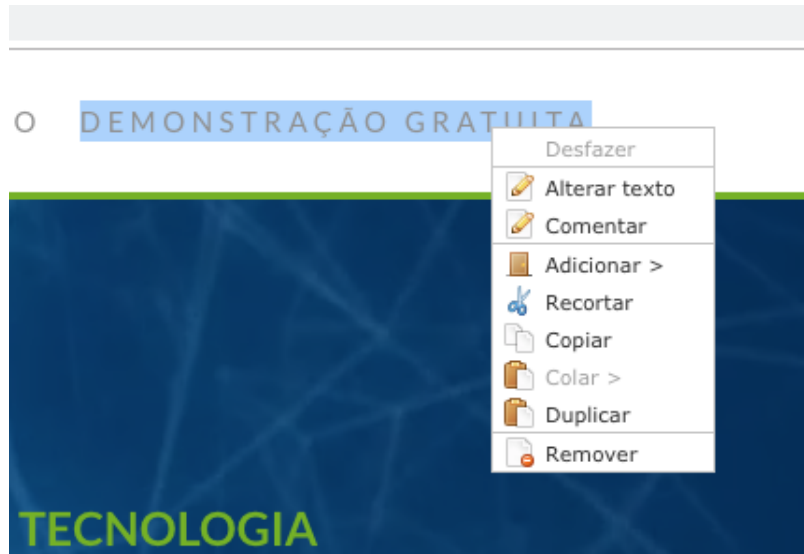 O DEMONSTRAÇÃO GRATUITA
Desfazer
Alterar texto
Comentar
Adicionar >
Recortar
Copiar
Colar >
Duplicar
Remover
TECNOLOGIA